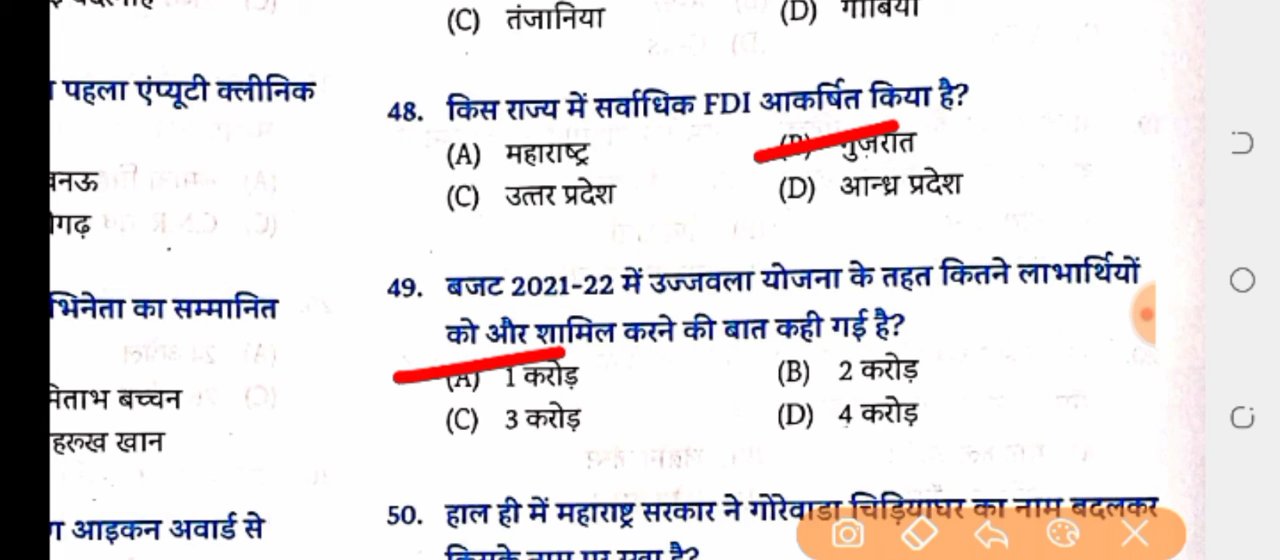 पहला एंप्यूटी क्लीनिक
गढ़
का सम्मानित
बच्चन
खान
आइकन अवार्ड से
(C) तंजानिया
(D)
48. किस राज्य में सर्वाधिक FDI आकर्षित किया है?
(A) महाराष्ट्र
(B) गुजरात
(C) उत्तर प्रदेश
(D) आन्ध्र प्रदेश
49. बजट 2021-22 में उज्जवला योजना के तहत कितने लाभार्थियों
को और शामिल करने की बात कही गई है?
(A) 1 करोड़
(B) 2 करोड़
(C) 3 करोड़
(D) 4 करोड़
50. हाल ही में महाराष्ट्र सरकार ने गोरेवाडा चिड़ियाघर का नाम बदलकर